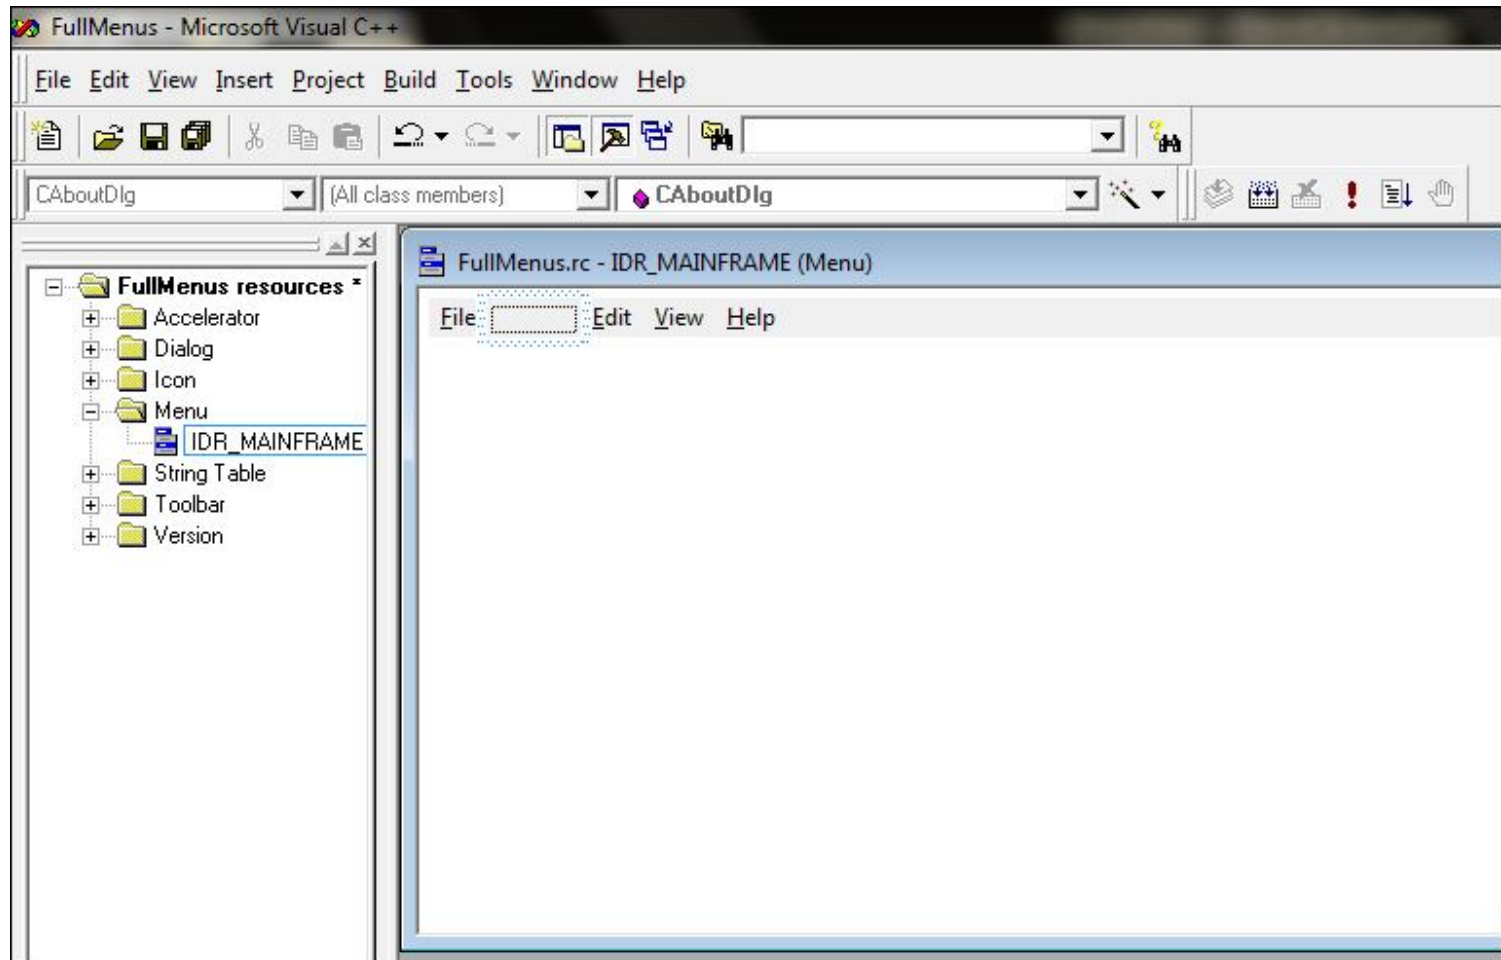 FullMenus - Microsoft Visual C++
File Edit View Insert Project Build Tools Window Help
CAboutDlg (All class members) CAboutDlg
FullMenus resources *
Accelerator
Dialog
Icon
Menu
IDR_MAINFRAME
String Table
Toolbar
Version
FullMenus.rc - IDR_MAINFRAME (Menu)
File Edit View Help